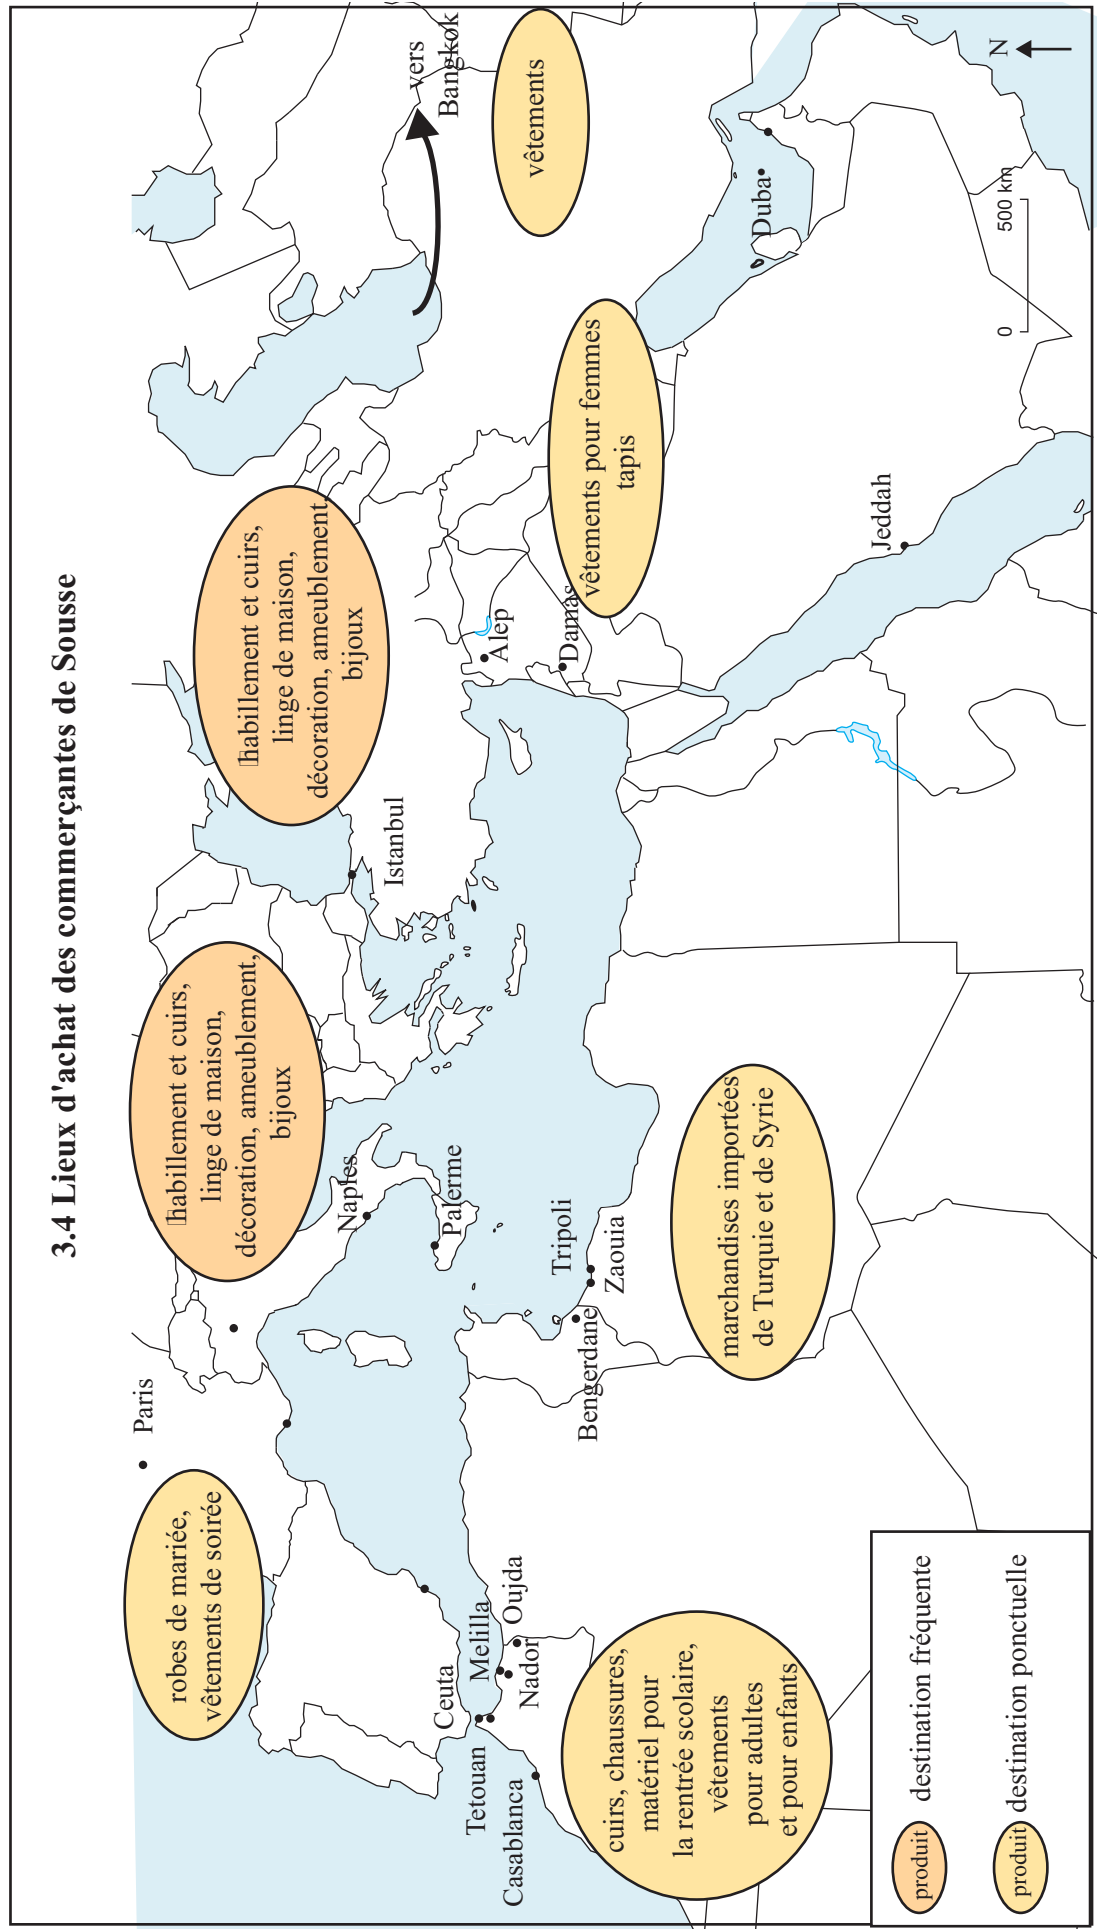 3.4 Lieux d'achat des commerçantes de Sousse
Paris
robes de mariée,
vêtements de soirée
habillement et cuirs,
linge de maison,
décoration, ameublement,
bijoux
habillement et cuirs,
linge de maison,
décoration, ameublement,
bijoux
vers
Bangkok
vêtements
Naples
Palerme
Istanbul
Alep
Damas
vêtements pour femmes
tapis
Duba
Jeddah
Ceuta
Melilla
Oujda
Nador
Tetouan
Casablanca
Tripoli
Zaouia
Bengerdane
cuirs, chaussures,
matériel pour
la rentrée scolaire,
vêtements
pour adultes
et pour enfants
marchandises importées
de Turquie et de Syrie
N
0 500 km
produit destination fréquente
produit destination ponctuelle